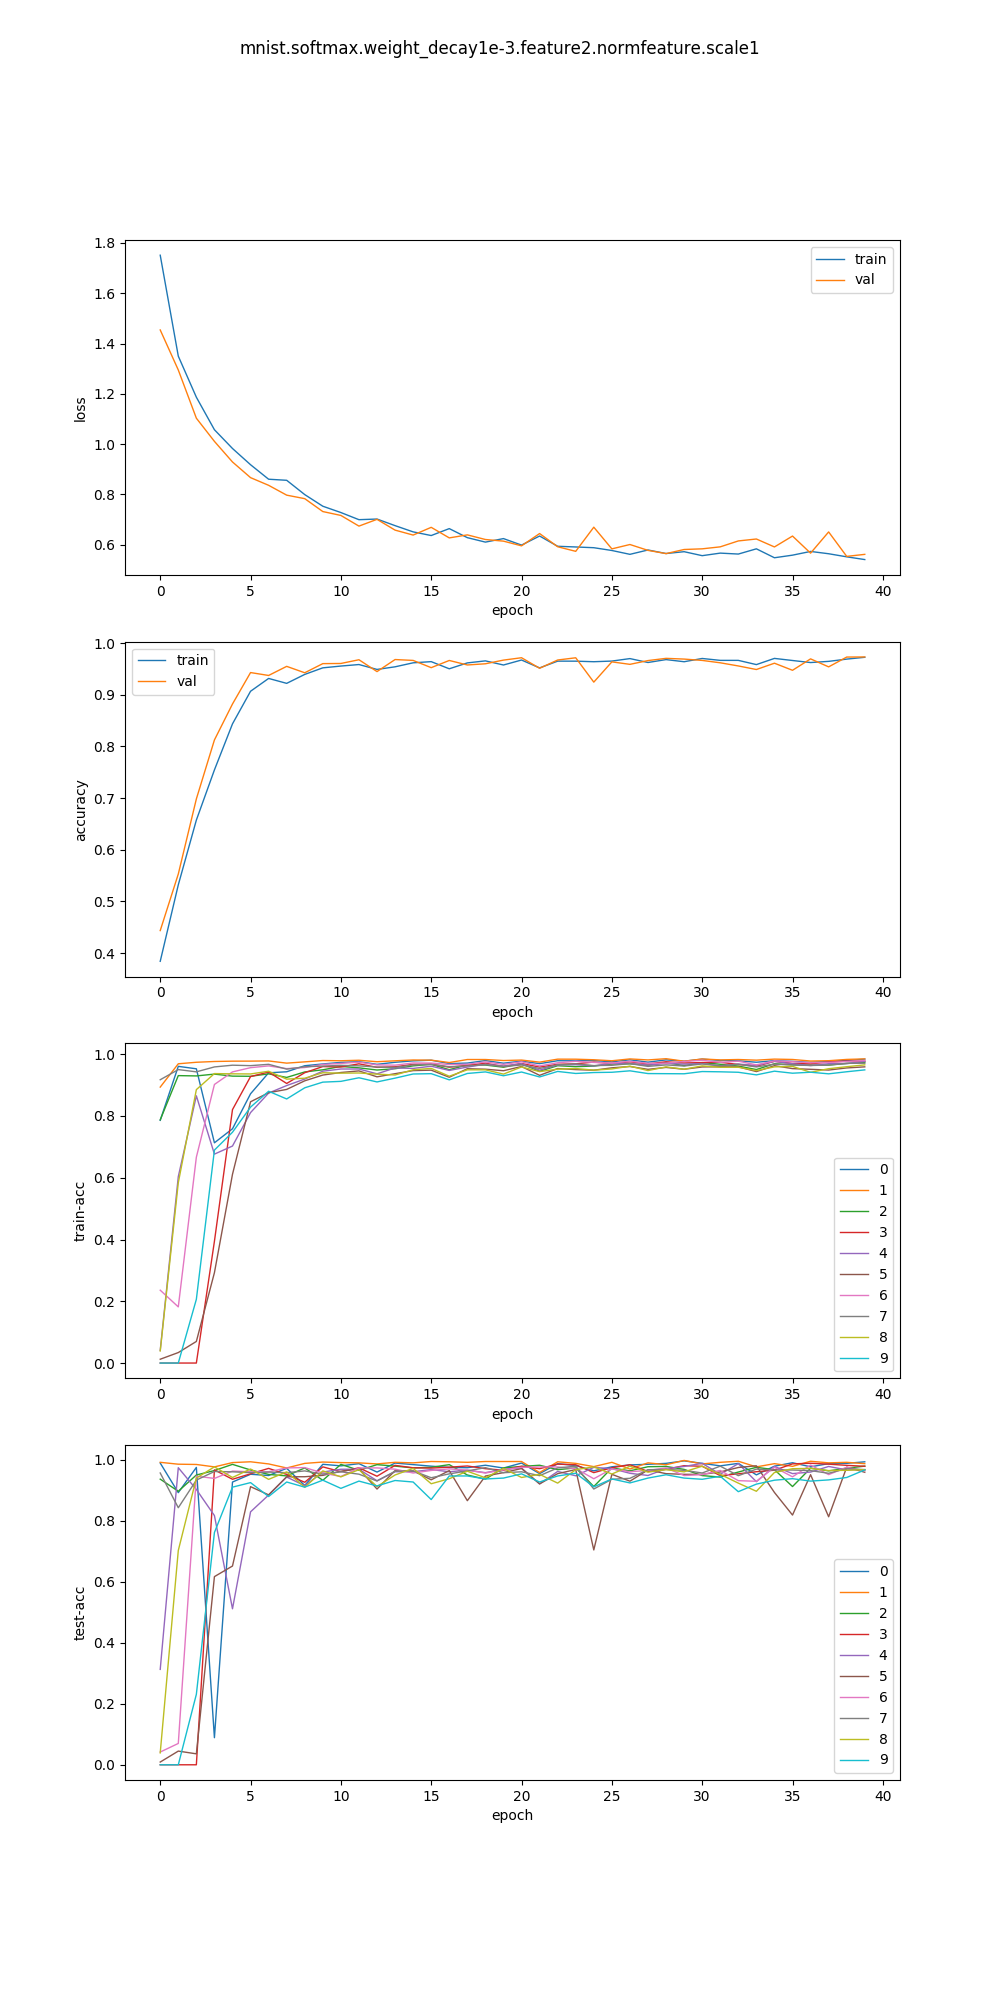 mnist.softmax.weight_decay1e-3.feature2.normfeature.scale1
1.8
1.6
1.4
1.2
1.0
0.8
0.6
loss
train
val
0 5 10 15 20 25 30 35 40
epoch
1.0
0.9
0.8
0.7
0.6
0.5
0.4
accuracy
train
val
0 5 10 15 20 25 30 35 40
epoch
1.0
0.8
0.6
0.4
0.2
0.0
train-acc
0
1
2
3
4
5
6
7
8
9
0 5 10 15 20 25 30 35 40
epoch
1.0
0.8
0.6
0.4
0.2
0.0
test-acc
0
1
2
3
4
5
6
7
8
9
0 5 10 15 20 25 30 35 40
epoch